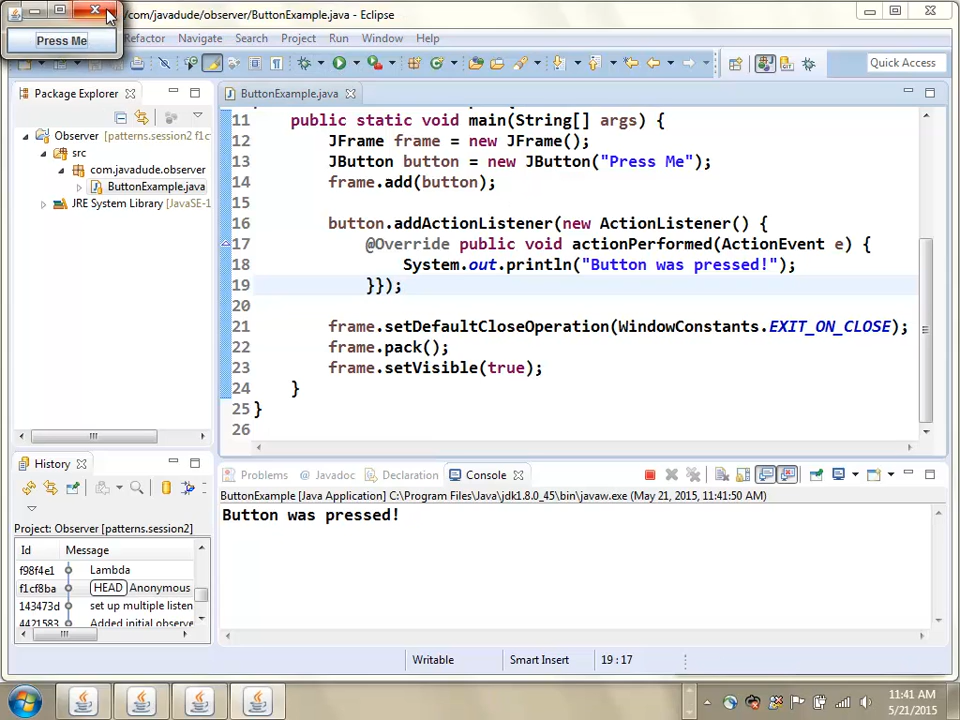 /com/javadude/observer/ButtonExample.java - Eclipse
Press Me
Refactor Navigate Search Project Run Window Help
Quick Access
Package Explorer
ButtonExample.java
Observer [patterns.session2 f1c
src
com.javadude.observer
ButtonExample.java
JRE System Library [JavaSE-1
11 public static void main(String[] args) {
12 JFrame frame = new JFrame();
13 JButton button = new JButton("Press Me");
14 frame.add(button);
15
16 button.addActionListener(new ActionListener() {
17 @Override public void actionPerformed(ActionEvent e) {
18 System.out.println("Button was pressed!");
19 }});
20
21 frame.setDefaultCloseOperation(WindowConstants.EXIT_ON_CLOSE);
22 frame.pack();
23 frame.setVisible(true);
24 }
25 }
26
History
Project: Observer [patterns.session2]
Id Message
f98f4e1 Lambda
f1cf8ba HEAD Anonymous
143473d set up multiple listen
4421583 Added initial observe
Problems @ Javadoc Declaration Console
ButtonExample [Java Application] C:\Program Files\Java\jdk1.8.0_45\bin\javaw.exe (May 21, 2015, 11:41:50 AM)
Button was pressed!
Writable Smart Insert 19 : 17
11:41 AM
5/21/2015